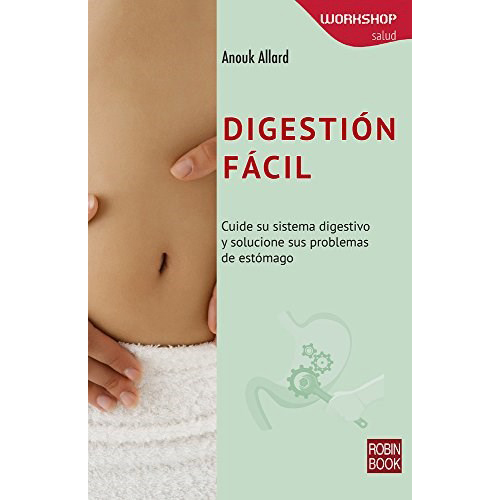 WORKSHOP
salud
Anouk Allard
DIGESTIÓN
FÁCIL
Cuide su sistema digestivo
y solucione sus problemas
de estómago
ROBIN
BOOK